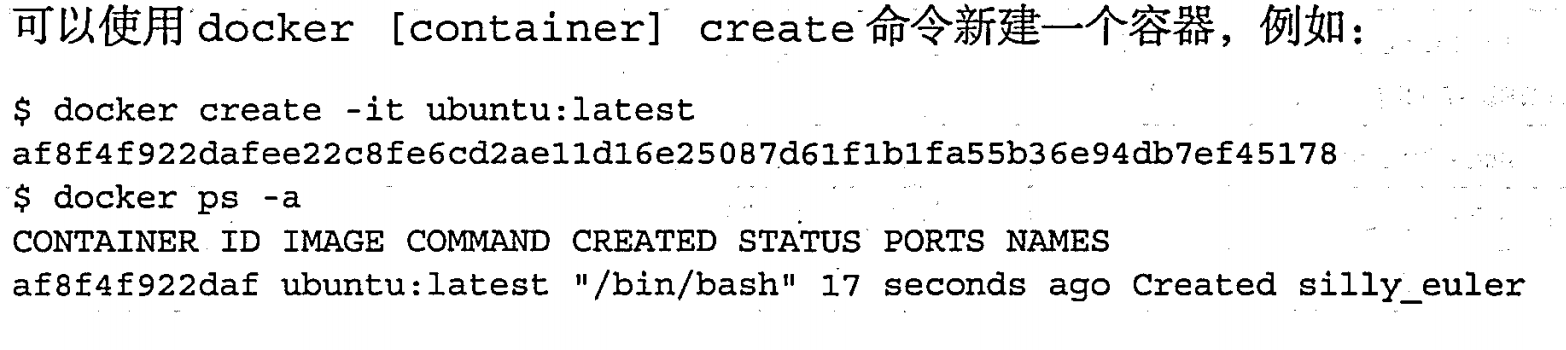 可以使用 docker [container] create 命令新建一个容器，例如：
$ docker create -it ubuntu:latest
af8f4f922dafee22c8fe6cd2ae11d16e25087d61f1b1fa55b36e94db7ef45178
$ docker ps -a
CONTAINER ID IMAGE COMMAND CREATED STATUS PORTS NAMES
af8f4f922daf ubuntu:latest "/bin/bash" 17 seconds ago Created silly_euler